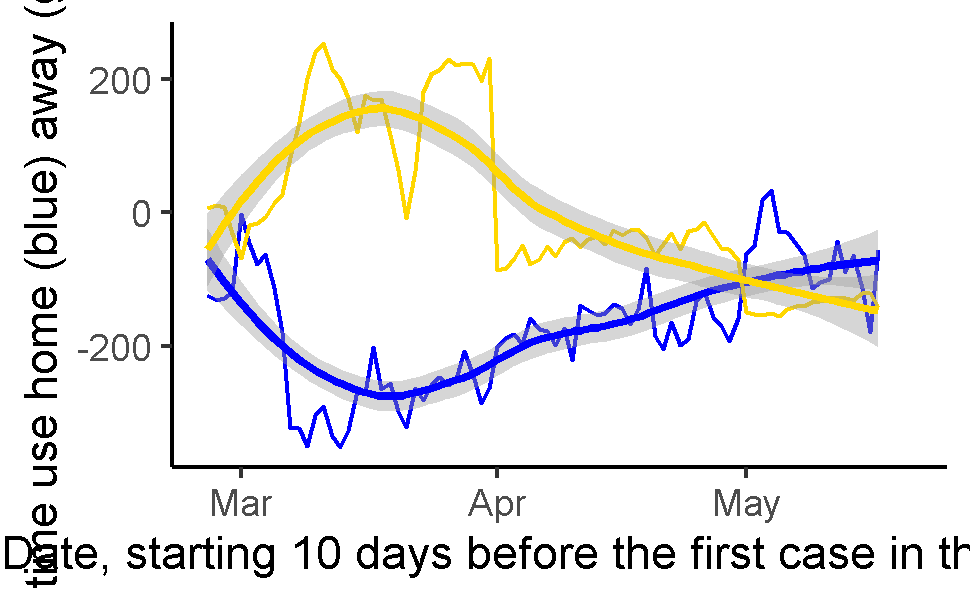 time use home (blue) away (
200
0
-200
Mar Apr May
Date, starting 10 days before the first case in th